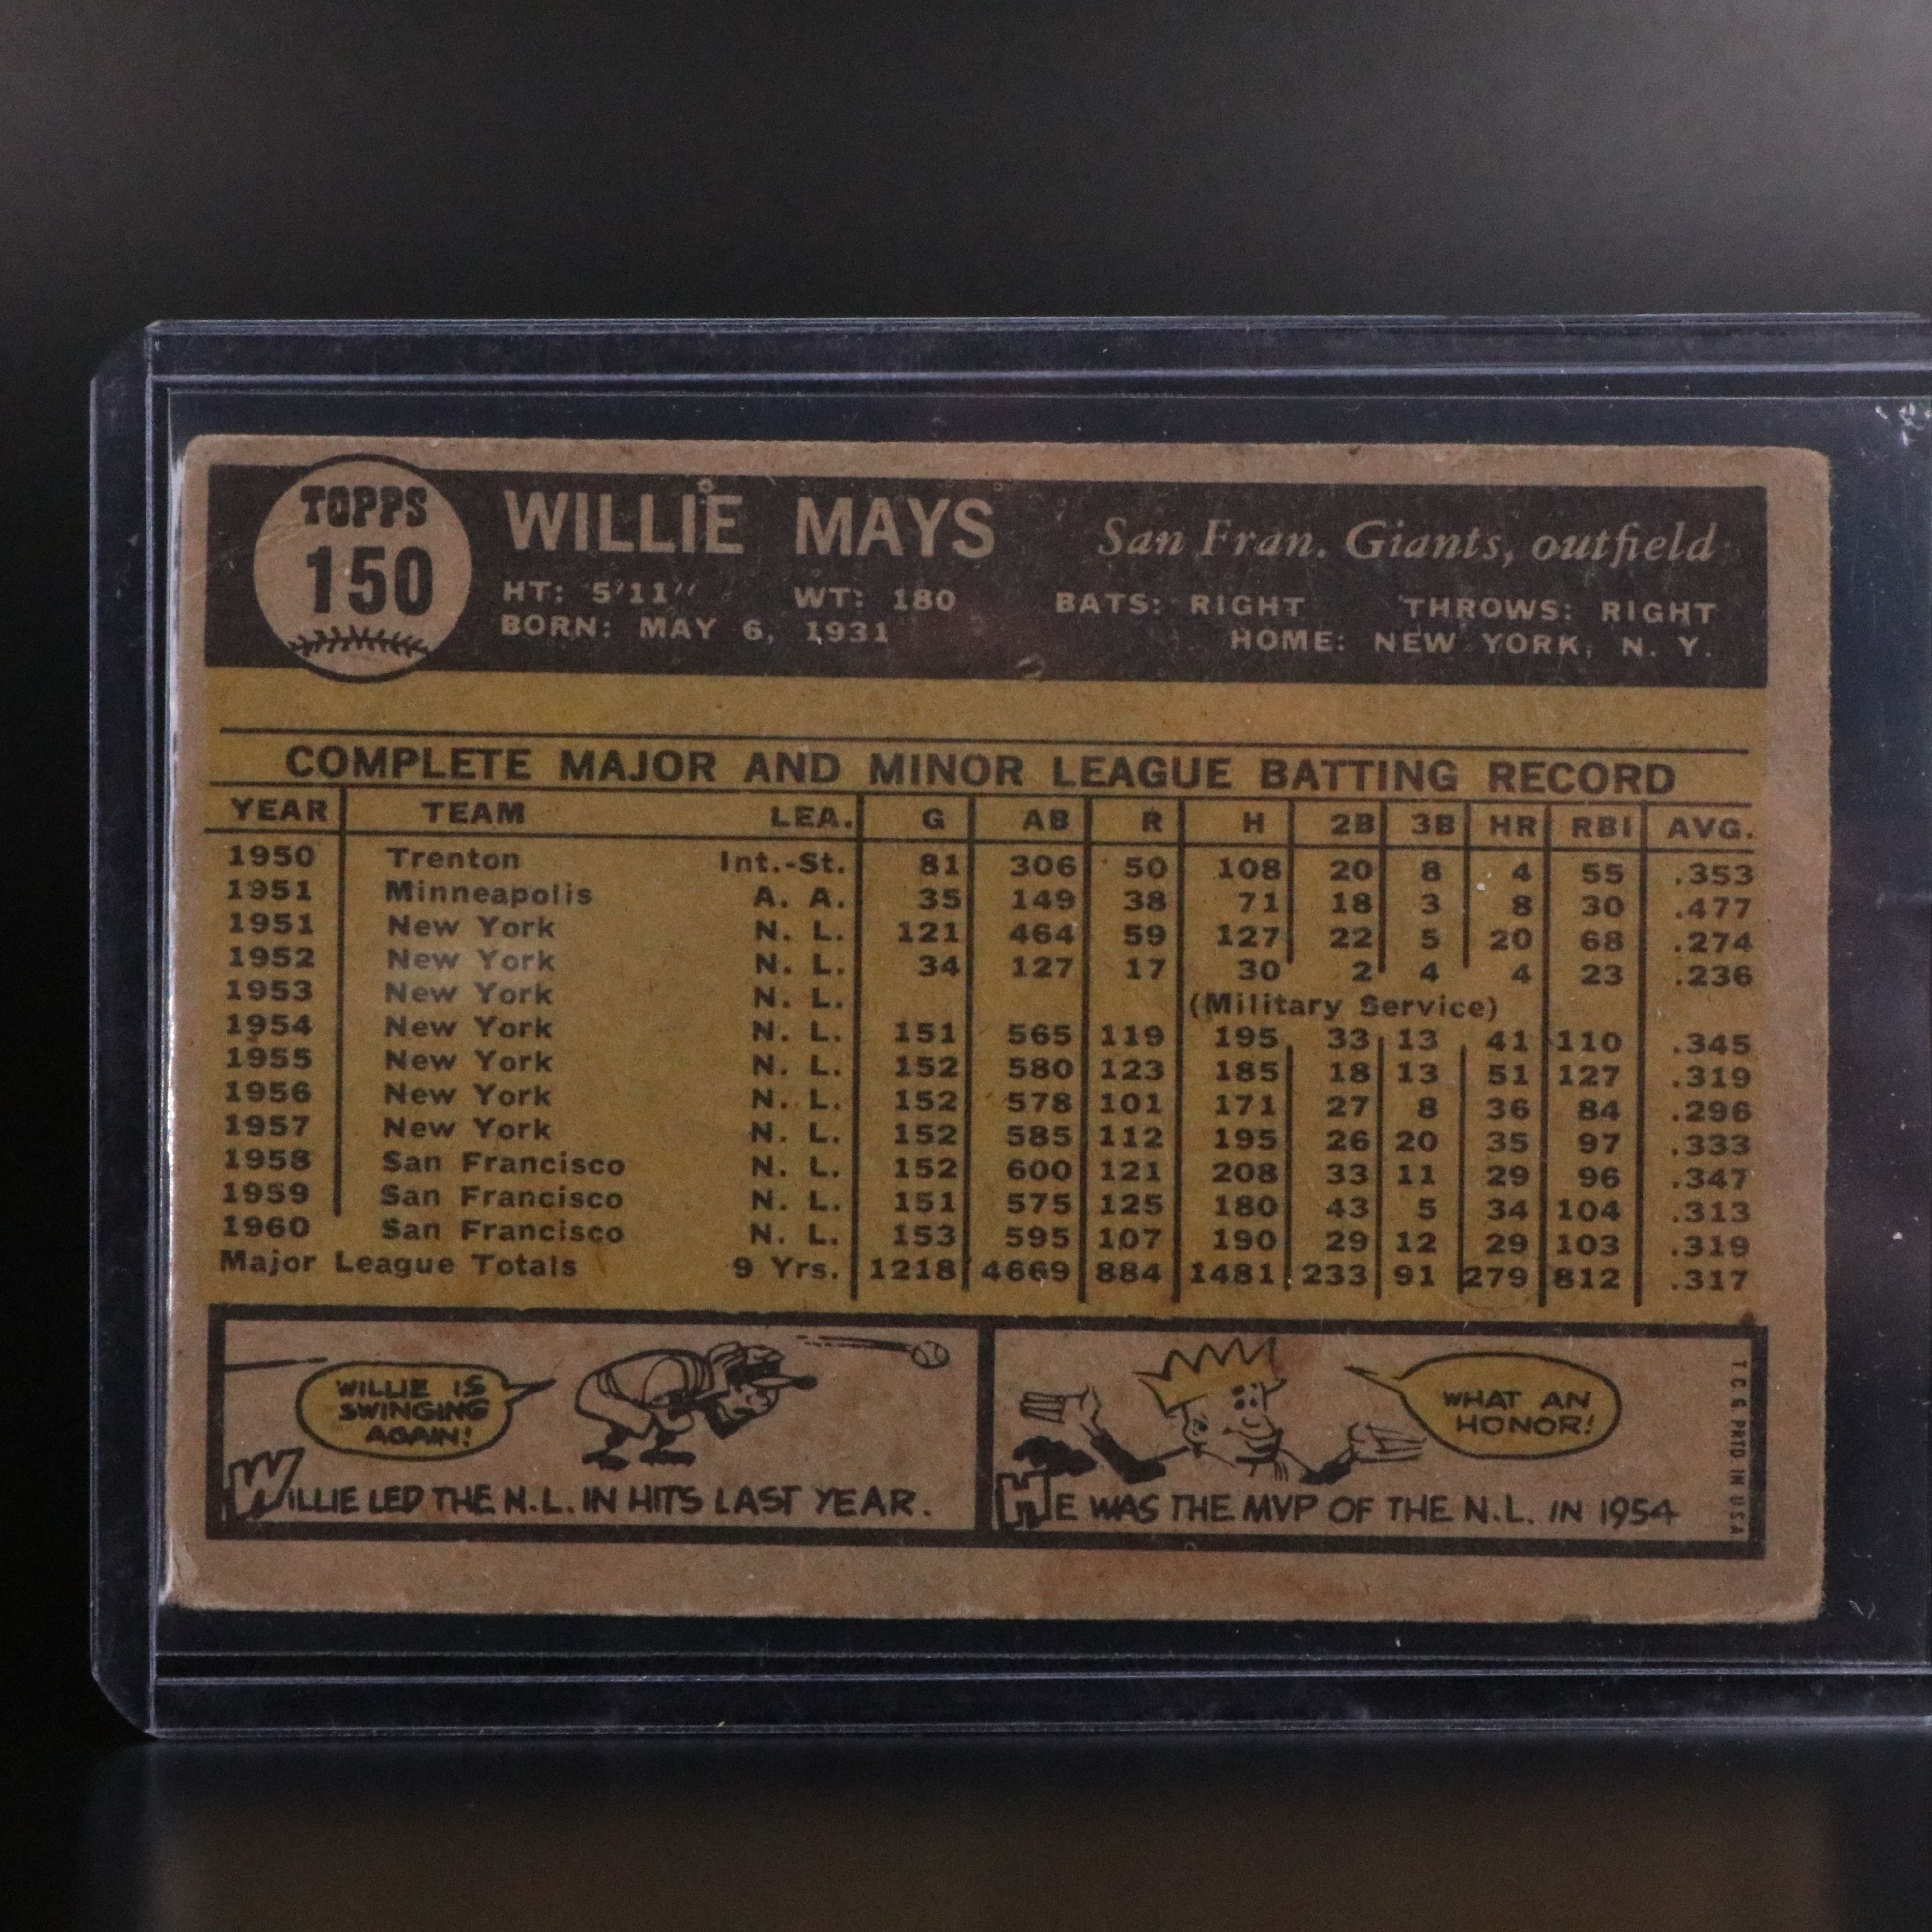 TOPPS
150
WILLIE MAYS San Fran. Giants, outfield
HT: 5'11" WT: 180 BATS: RIGHT THROWS: RIGHT
BORN: MAY 6, 1931 HOME: NEW YORK, N. Y.
COMPLETE MAJOR AND MINOR LEAGUE BATTING RECORD
YEAR TEAM LEA. G AB R H 2B 3B HR RBI AVG.
1950 Trenton Int.-St. 81 306 50 108 20 8 4 55 .353
1951 Minneapolis A. A. 35 149 38 71 18 3 8 30 .477
1951 New York N. L. 121 464 59 127 22 5 20 68 .274
1952 New York N. L. 34 127 17 30 2 4 4 23 .236
1953 New York N. L. (Military Service)
1954 New York N. L. 151 565 119 195 33 13 41 110 .345
1955 New York N. L. 152 580 123 185 18 13 51 127 .319
1956 New York N. L. 152 578 101 171 27 8 36 84 .296
1957 New York N. L. 152 585 112 195 26 20 35 97 .333
1958 San Francisco N. L. 152 600 121 208 33 11 29 96 .347
1959 San Francisco N. L. 151 575 125 180 43 5 34 104 .313
1960 San Francisco N. L. 153 595 107 190 29 12 29 103 .319
Major League Totals 9 Yrs. 1218 4669 884 1481 233 91 279 812 .317
WILLIE IS
SWINGING
AGAIN!
WILLIE LED THE N.L. IN HITS LAST YEAR.
WHAT AN
HONOR!
HE WAS THE MVP OF THE N.L. IN 1954
T. C. G. PRTD. IN U.S.A.